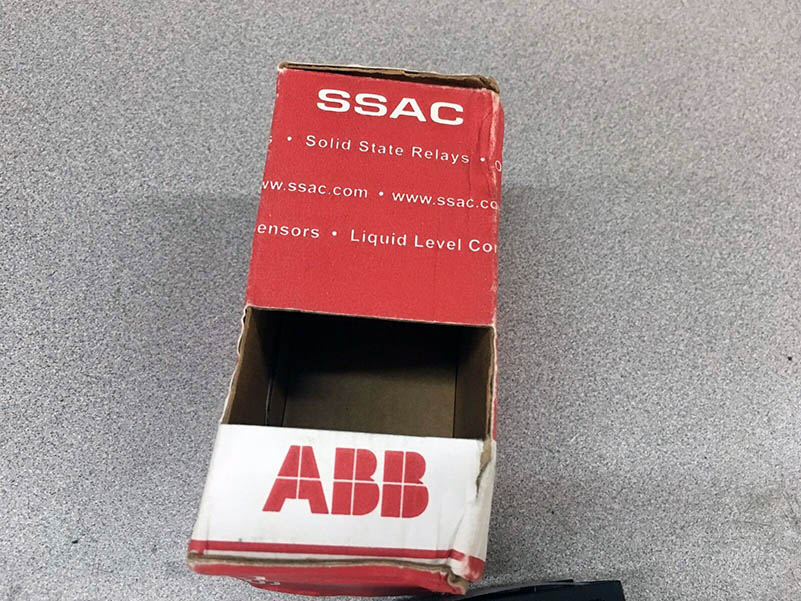 SSAC
• Solid State Relays •
www.ssac.com • www.ssac.co
ensors • Liquid Level Co
ABB